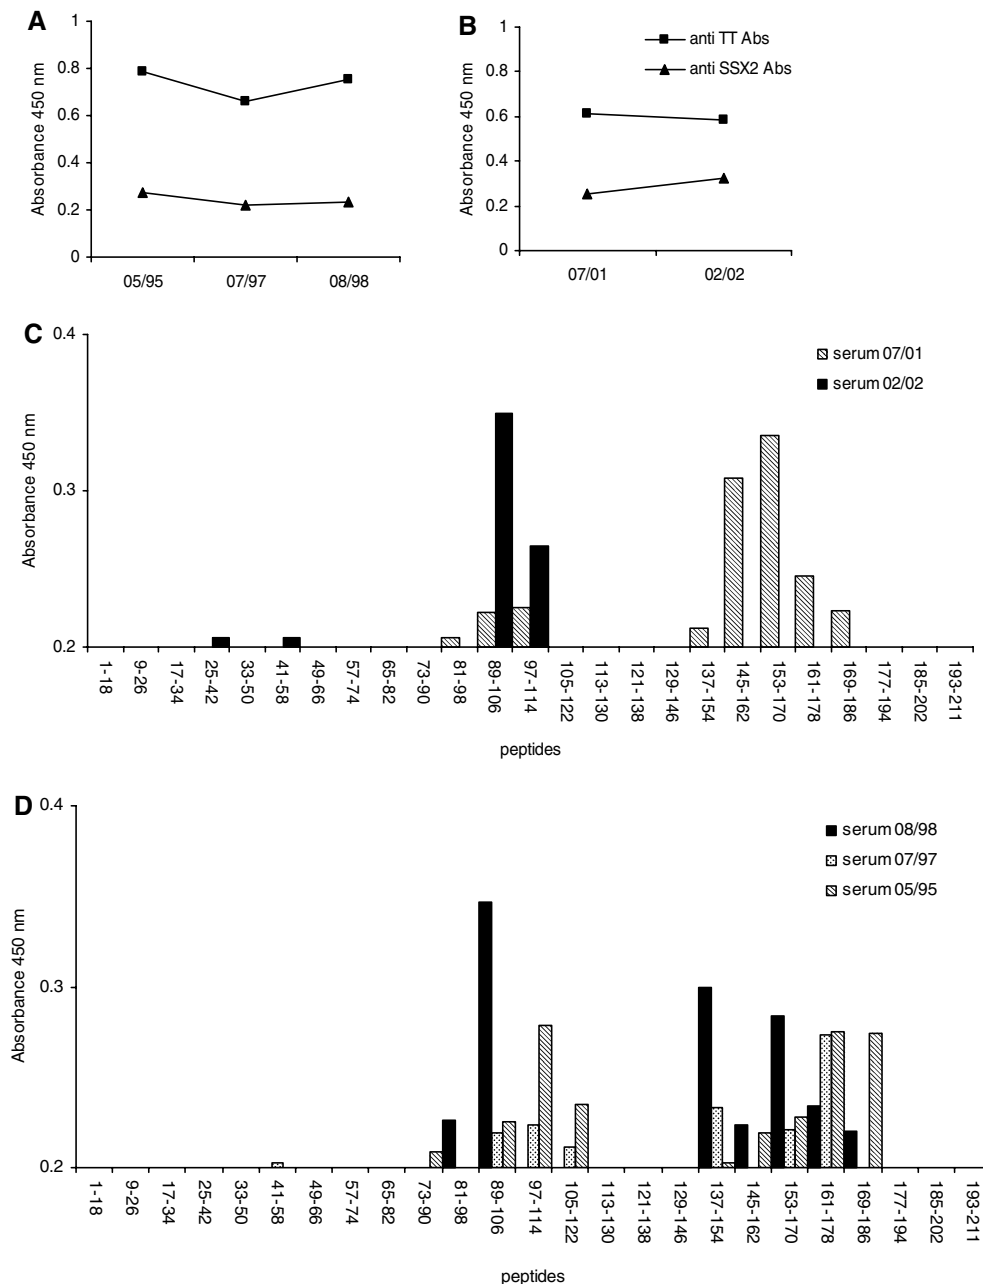 A
Absorbance 450 nm
1
0.8
0.6
0.4
0.2
0
05/95 07/97 08/98
B
Absorbance 450 nm
1
0.8
0.6
0.4
0.2
0
07/01 02/02
anti TT Abs
anti SSX2 Abs
C
Absorbance 450 nm
0.4
0.3
0.2
serum 07/01
serum 02/02
1-18 9-26 17-34 25-42 33-50 41-58 49-66 57-74 65-82 73-90 81-98 89-106 97-114 105-122 113-130 121-138 129-146 137-154 145-162 153-170 161-178 169-186 177-194 185-202 193-211
peptides
D
Absorbance 450 nm
0.4
0.3
0.2
serum 08/98
serum 07/97
serum 05/95
1-18 9-26 17-34 25-42 33-50 41-58 49-66 57-74 65-82 73-90 81-98 89-106 97-114 105-122 113-130 121-138 129-146 137-154 145-162 153-170 161-178 169-186 177-194 185-202 193-211
peptides